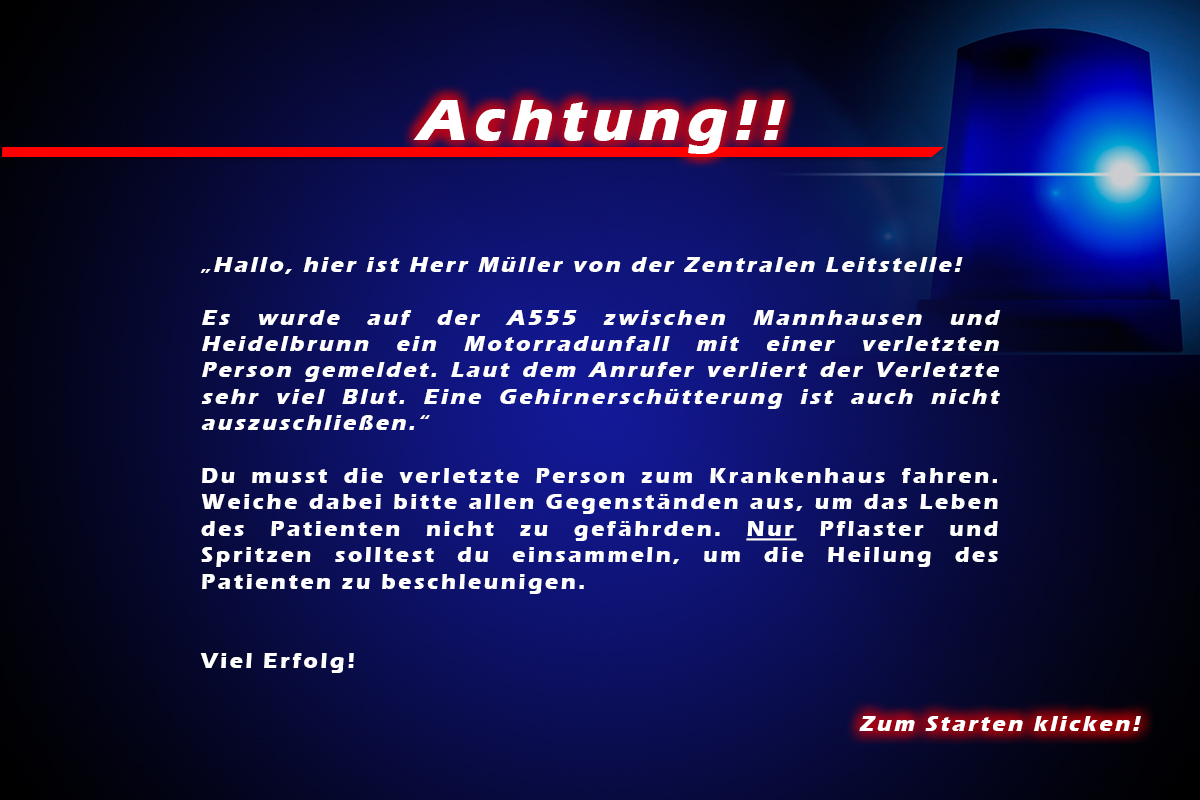 Achtung!!
„Hallo, hier ist Herr Müller von der Zentralen Leitstelle!
Es wurde auf der A555 zwischen Mannhausen und
Heidelbrunn ein Motorradunfall mit einer verletzten
Person gemeldet. Laut dem Anrufer verliert der Verletzte
sehr viel Blut. Eine Gehirnerschütterung ist auch nicht
auszuschließen.“
Du musst die verletzte Person zum Krankenhaus fahren.
Weiche dabei bitte allen Gegenständen aus, um das Leben
des Patienten nicht zu gefährden. Nur Pflaster und
Spritzen solltest du einsammeln, um die Heilung des
Patienten zu beschleunigen.
Viel Erfolg!
Zum Starten klicken!